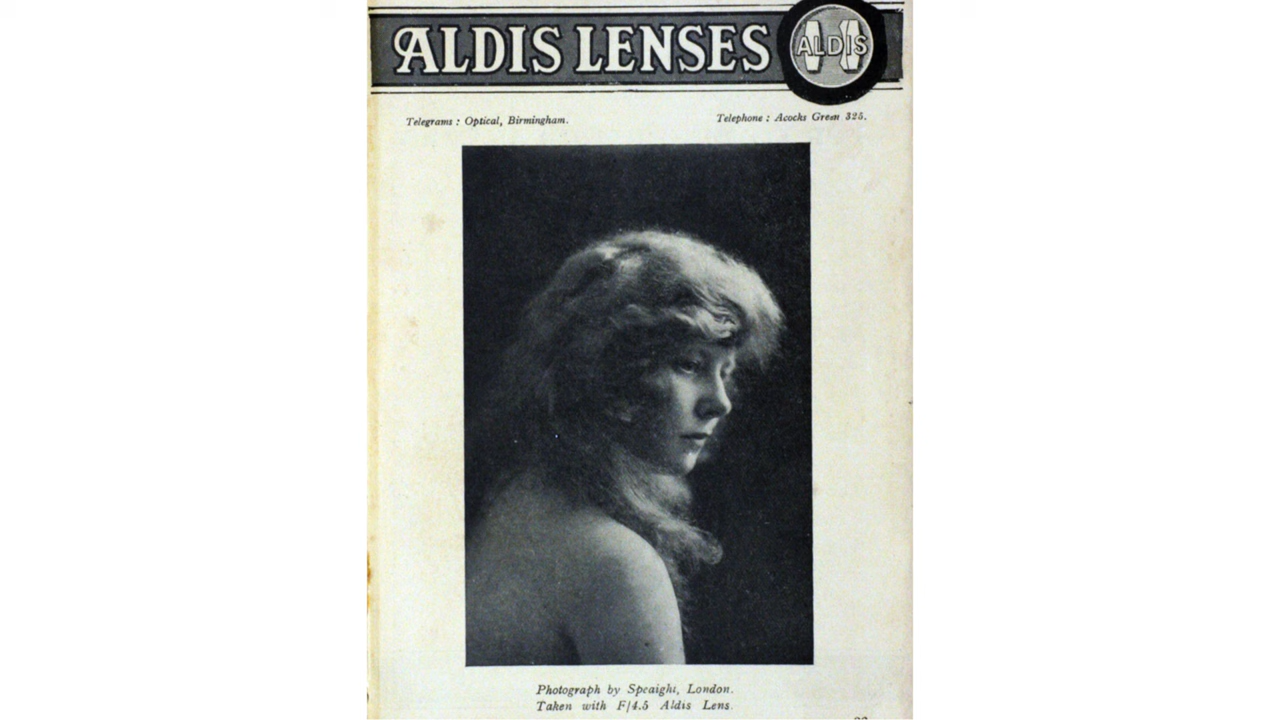 ALDIS LENSES
ALDIS
Telegrams : Optical, Birmingham.
Telephone : Acocks Green 325.
Photograph by Speaight, London.
Taken with F/4.5 Aldis Lens.